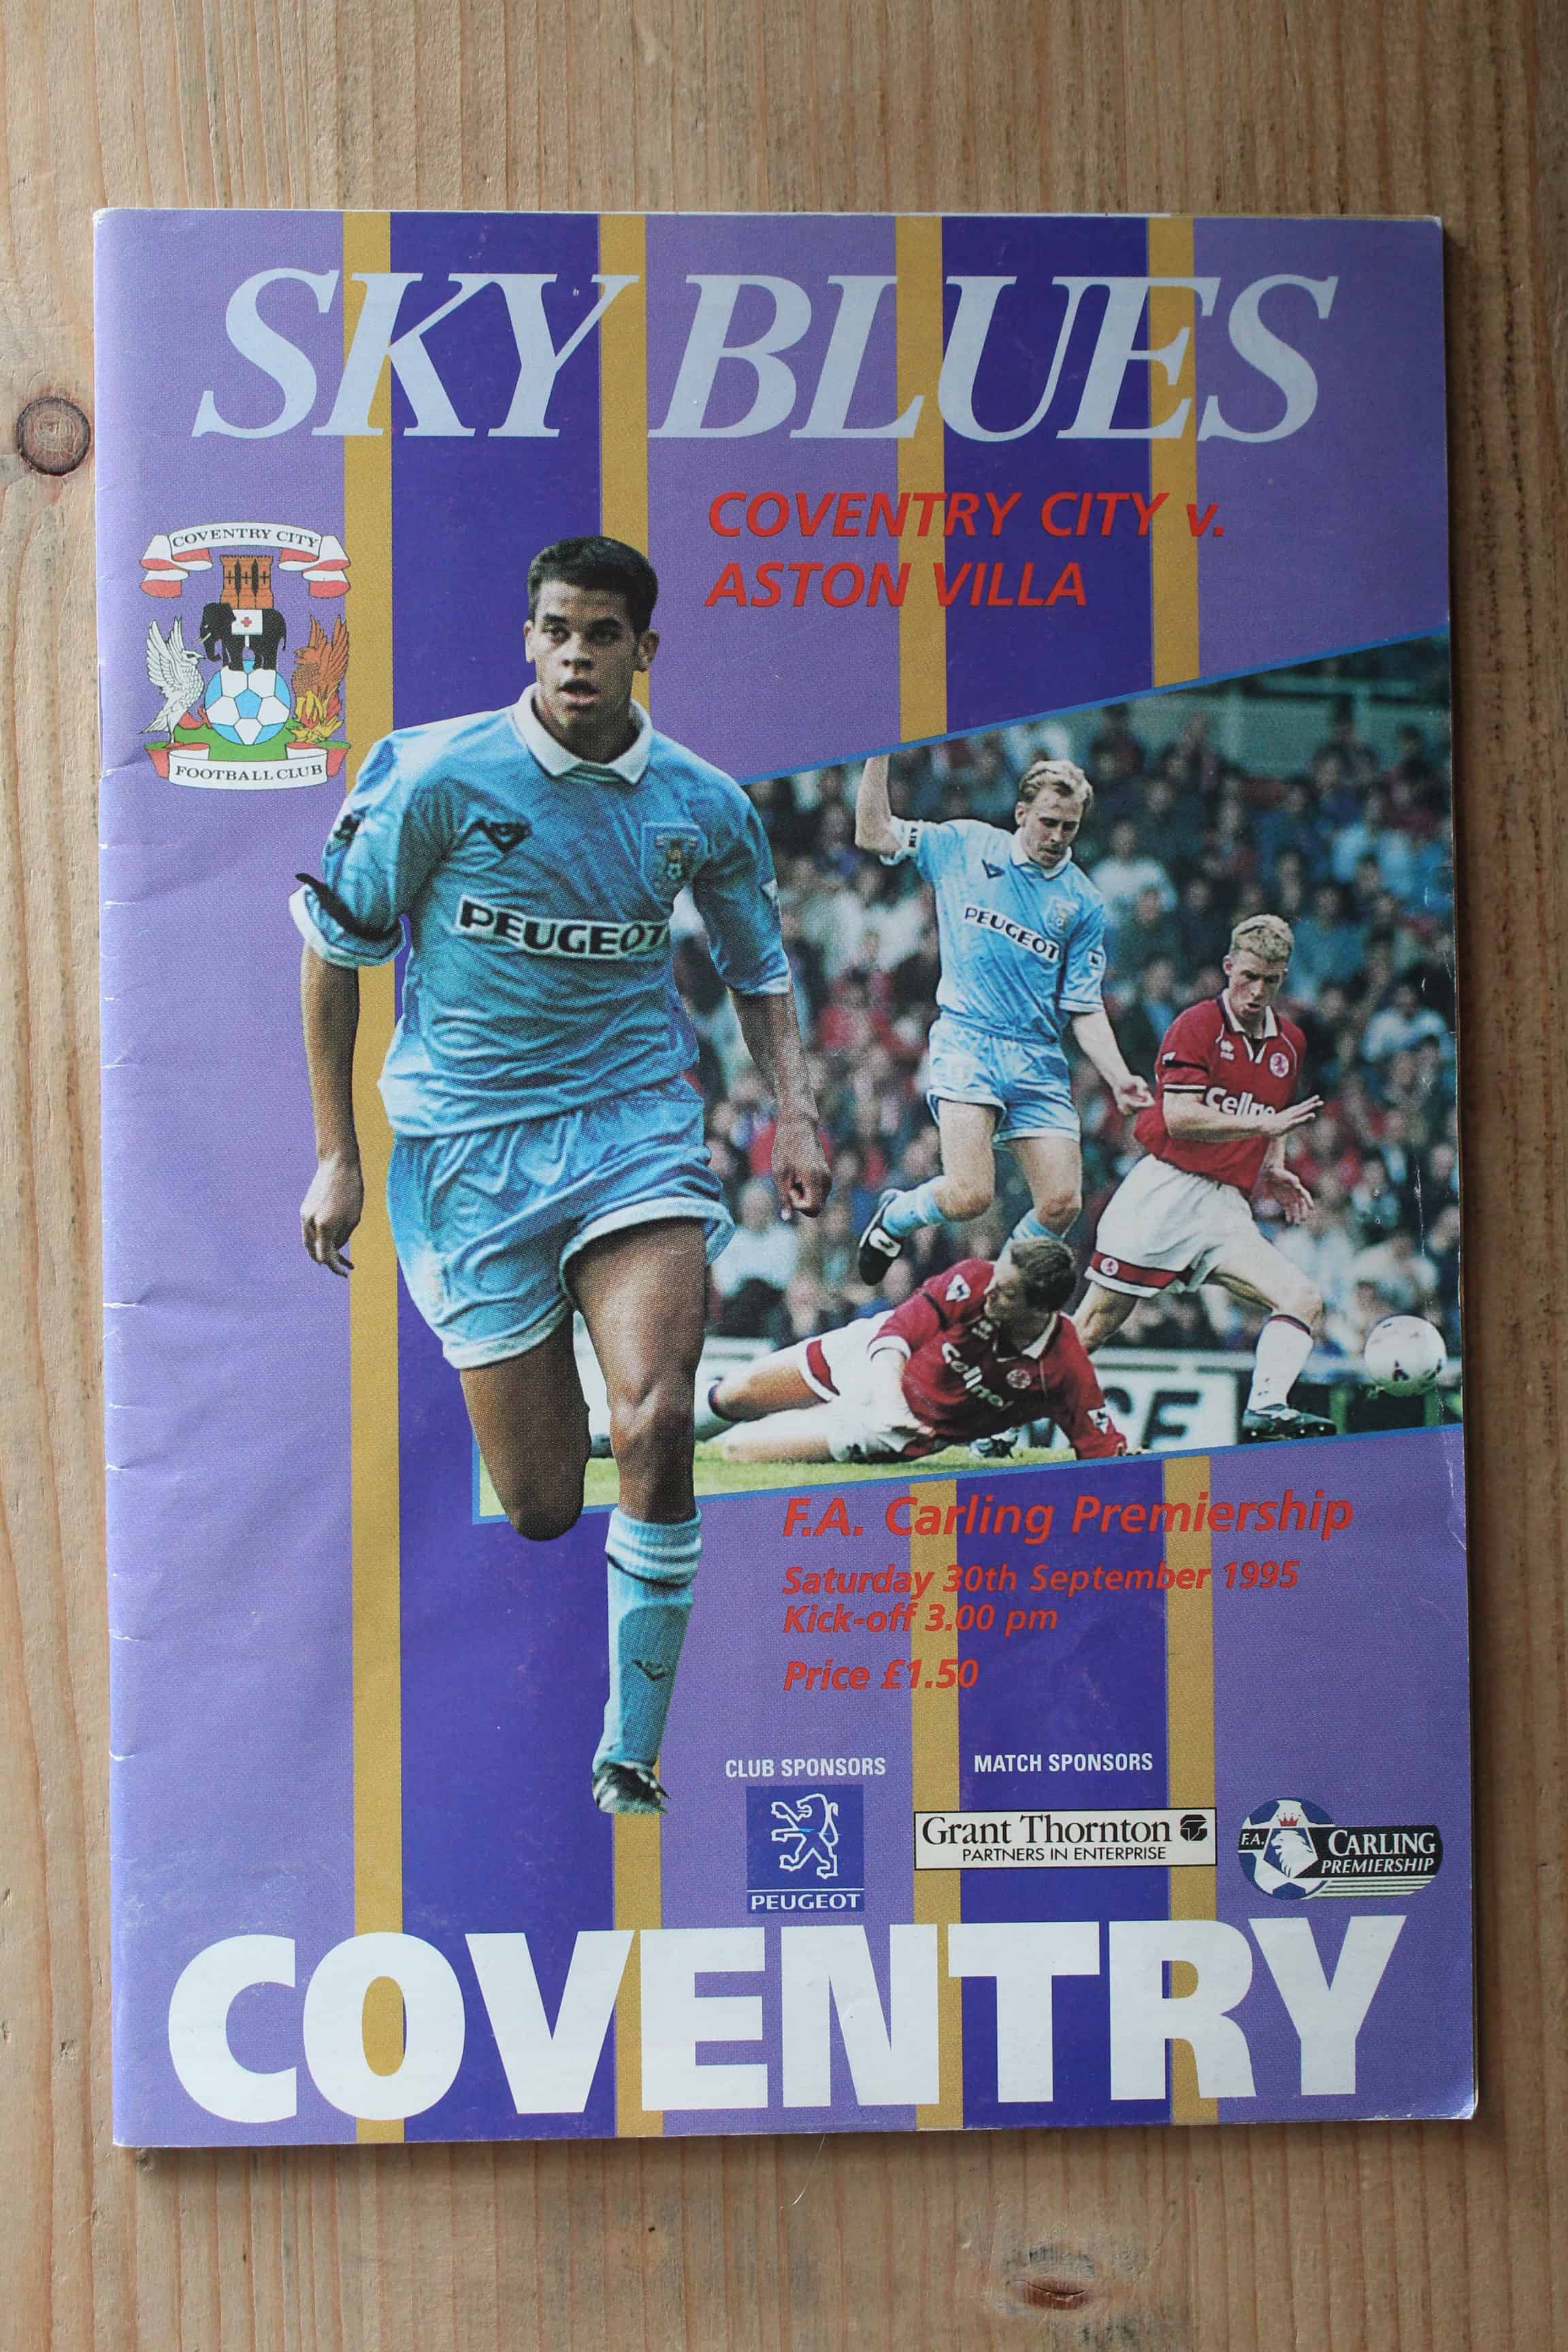 SKY BLUES
COVENTRY CITY v.
ASTON VILLA
COVENTRY CITY
FOOTBALL CLUB
PEUGEOT
PEUGEOT
F.A. Carling Premiership
Saturday 30th September 1995
Kick-off 3.00 pm
Price £1.50
CLUB SPONSORS
PEUGEOT
MATCH SPONSORS
Grant Thornton
PARTNERS IN ENTERPRISE
F.A. CARLING
PREMIERSHIP
COVENTRY